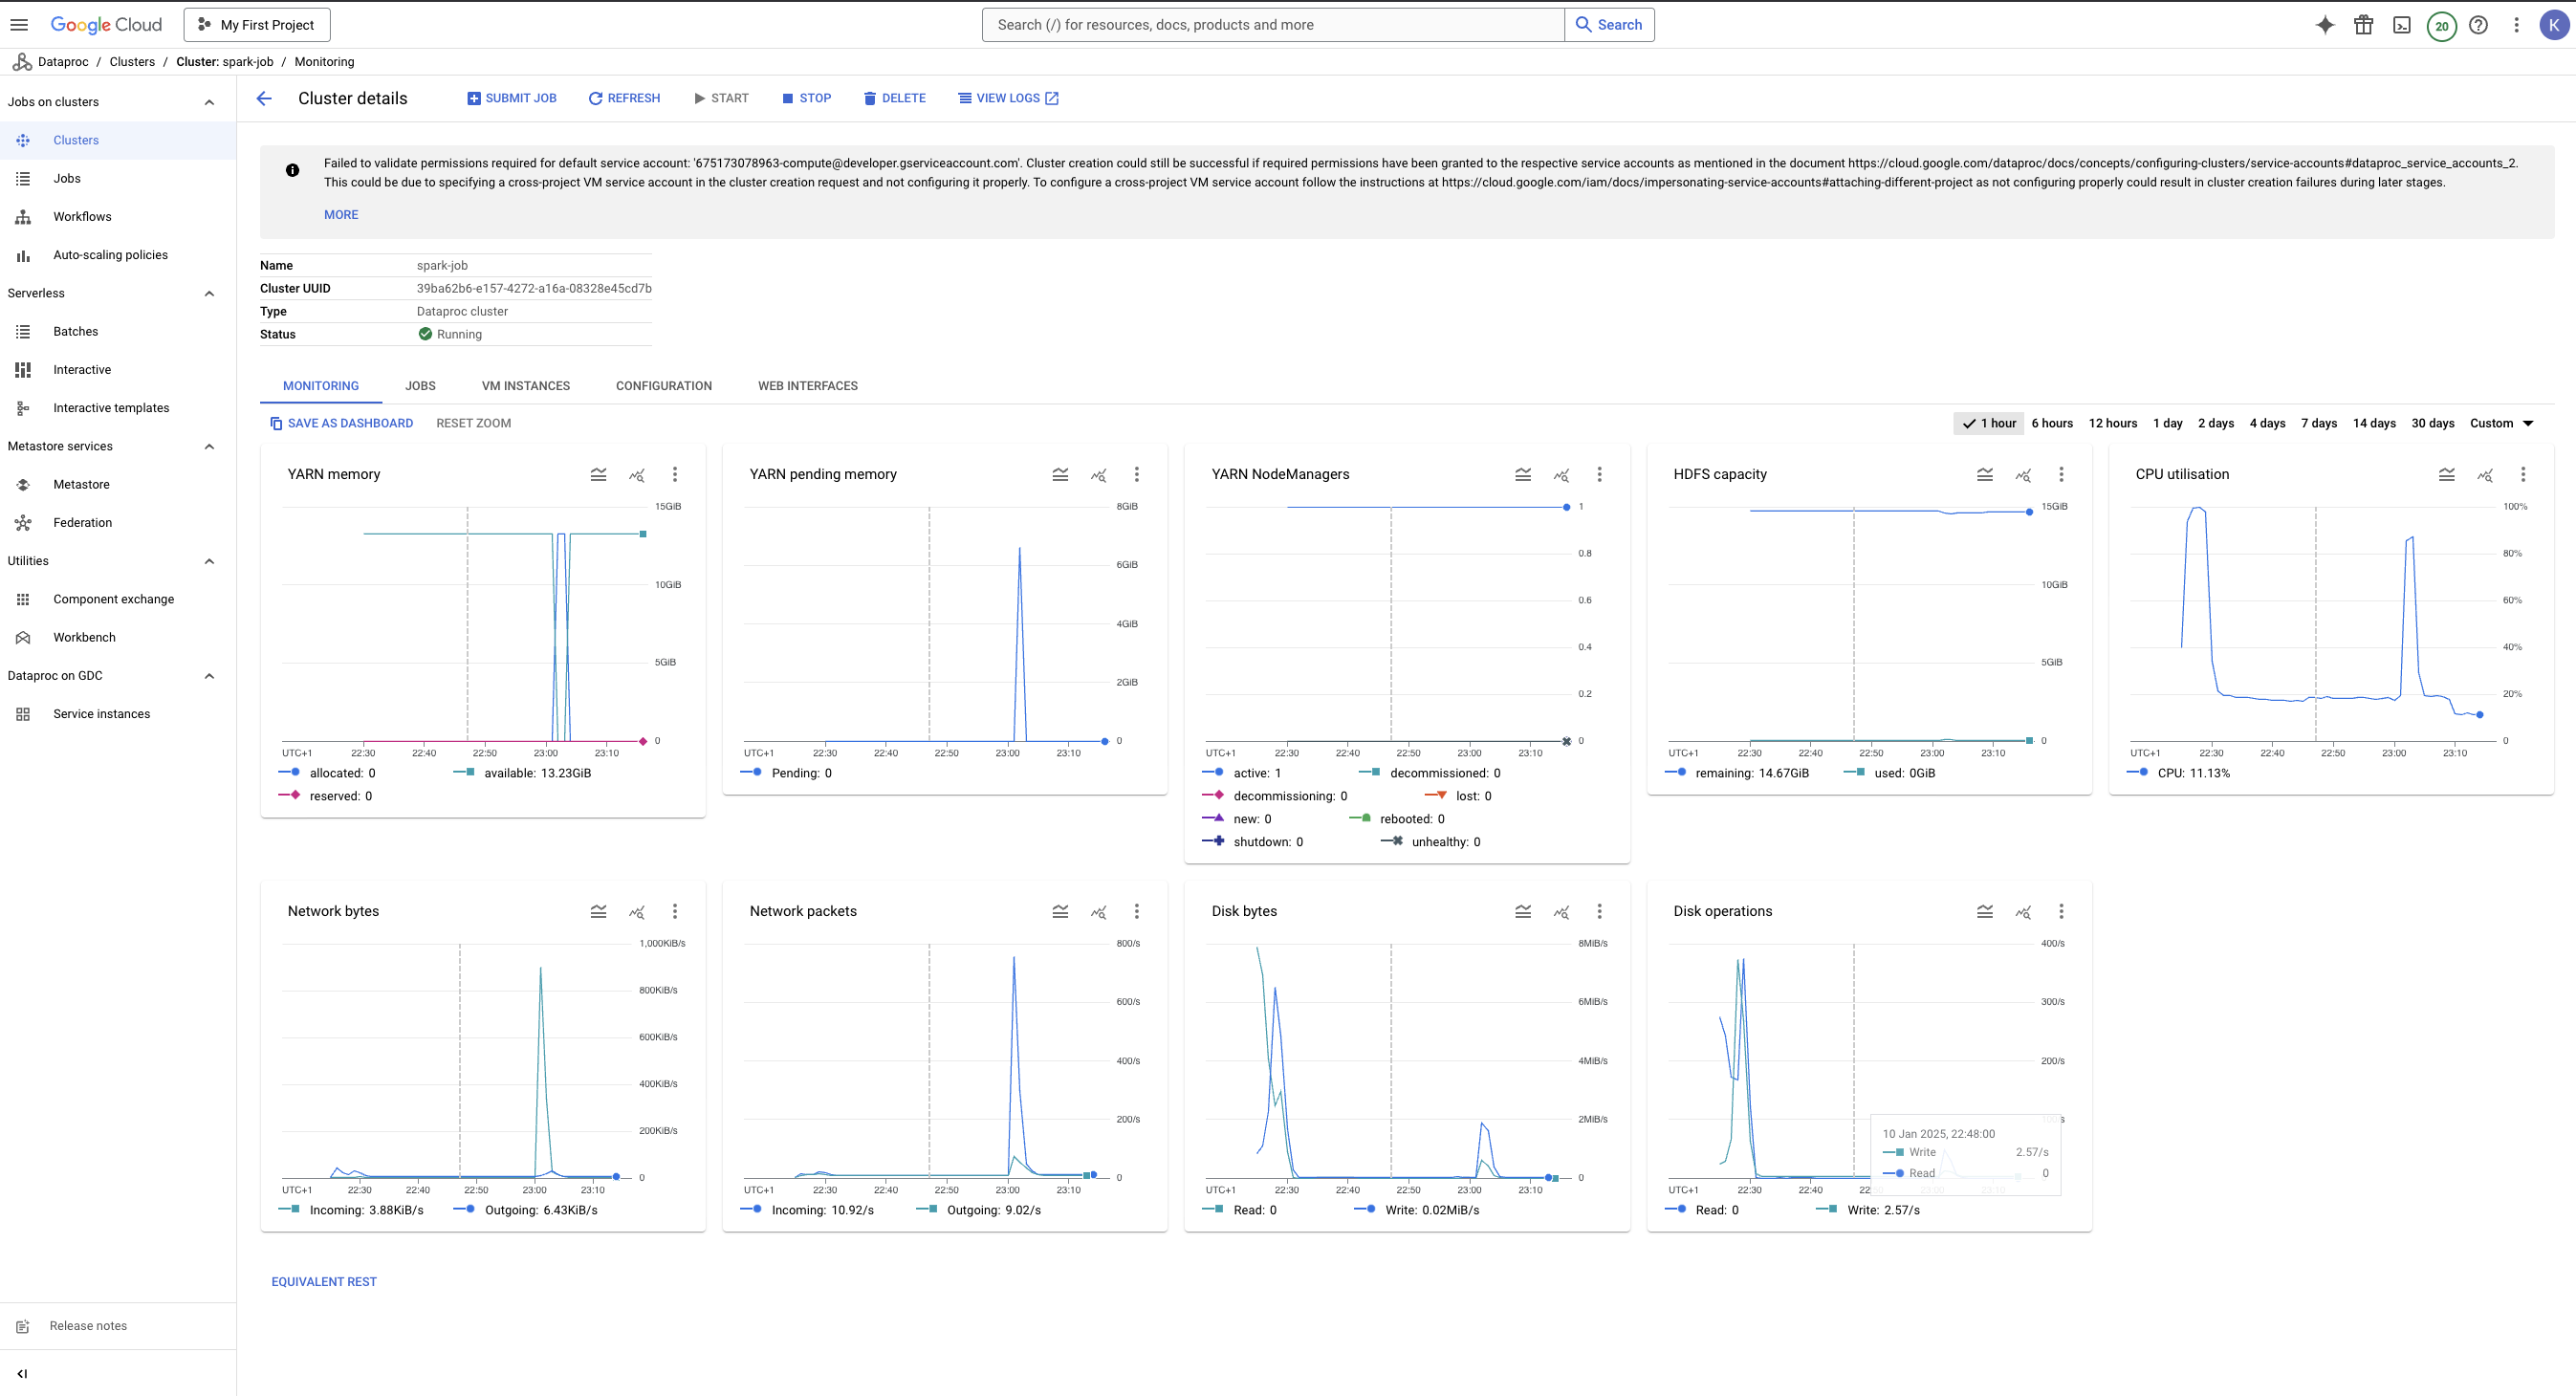 Google Cloud
My First Project
Search (/) for resources, docs, products and more
Search
20
K
Dataproc / Clusters / Cluster: spark-job / Monitoring
Jobs on clusters
Clusters
Jobs
Workflows
Auto-scaling policies
Serverless
Batches
Interactive
Interactive templates
Metastore services
Metastore
Federation
Utilities
Component exchange
Workbench
Dataproc on GDC
Service instances
Release notes
Cluster details
SUBMIT JOB
REFRESH
START
STOP
DELETE
VIEW LOGS
Failed to validate permissions required for default service account: '675173078963-compute@developer.gserviceaccount.com'. Cluster creation could still be successful if required permissions have been granted to the respective service accounts as mentioned in the document https://cloud.google.com/dataproc/docs/concepts/configuring-clusters/service-accounts#dataproc_service_accounts_2.
This could be due to specifying a cross-project VM service account in the cluster creation request and not configuring it properly. To configure a cross-project VM service account follow the instructions at https://cloud.google.com/iam/docs/impersonating-service-accounts#attaching-different-project as not configuring properly could result in cluster creation failures during later stages.
MORE
Name spark-job
Cluster UUID 39ba62b6-e157-4272-a16a-08328e45cd7b
Type Dataproc cluster
Status Running
MONITORING JOBS VM INSTANCES CONFIGURATION WEB INTERFACES
SAVE AS DASHBOARD RESET ZOOM
1 hour 6 hours 12 hours 1 day 2 days 4 days 7 days 14 days 30 days Custom
YARN memory
15GiB
10GiB
5GiB
0
UTC+1 22:30 22:40 22:50 23:00 23:10
allocated: 0 available: 13.23GiB
reserved: 0
YARN pending memory
8GiB
6GiB
4GiB
2GiB
0
UTC+1 22:30 22:40 22:50 23:00 23:10
Pending: 0
YARN NodeManagers
1
0.8
0.6
0.4
0.2
0
UTC+1 22:30 22:40 22:50 23:00 23:10
active: 1 decommissioned: 0
decommissioning: 0 lost: 0
new: 0 rebooted: 0
shutdown: 0 unhealthy: 0
HDFS capacity
15GiB
10GiB
5GiB
0
UTC+1 22:30 22:40 22:50 23:00 23:10
remaining: 14.67GiB used: 0GiB
CPU utilisation
100%
80%
60%
40%
20%
0
UTC+1 22:30 22:40 22:50 23:00 23:10
CPU: 11.13%
Network bytes
1,000KiB/s
800KiB/s
600KiB/s
400KiB/s
200KiB/s
0
UTC+1 22:30 22:40 22:50 23:00 23:10
Incoming: 3.88KiB/s Outgoing: 6.43KiB/s
Network packets
800/s
600/s
400/s
200/s
0
UTC+1 22:30 22:40 22:50 23:00 23:10
Incoming: 10.92/s Outgoing: 9.02/s
Disk bytes
8MiB/s
6MiB/s
4MiB/s
2MiB/s
0
UTC+1 22:30 22:40 22:50 23:00 23:10
Read: 0 Write: 0.02MiB/s
Disk operations
400/s
300/s
200/s
100/s
10 Jan 2025, 22:48:00
Write 2.57/s
Read 0
UTC+1 22:30 22:40 22:50 23:00 23:10
Read: 0 Write: 2.57/s
EQUIVALENT REST